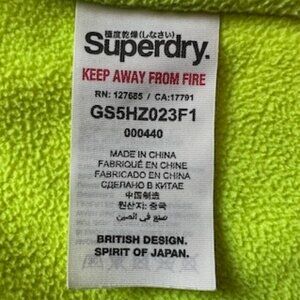 極度乾燥(しなさい)
Superdry.
KEEP AWAY FROM FIRE
RN: 127685 / CA:17791
GS5HZ023F1
000440
MADE IN CHINA
FABRIQUÉ EN CHINE
FABRICADO EN CHINA
СДЕЛАНО В КИТАЕ
中国制造
원산지: 중국
صنع في الصين
BRITISH DESIGN.
SPIRIT OF JAPAN.